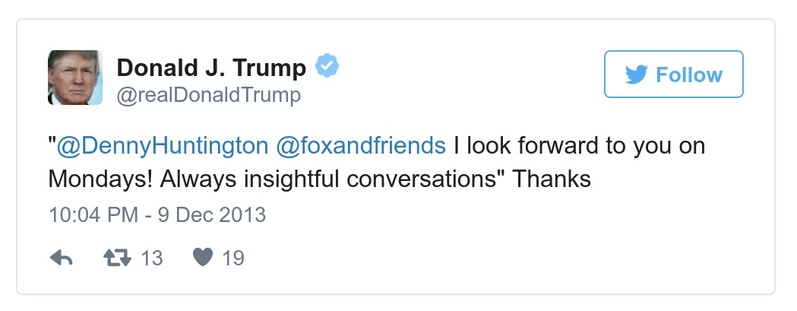 Donald J. Trump
@realDonaldTrump
Follow
"@DennyHuntington @foxandfriends I look forward to you on
Mondays! Always insightful conversations" Thanks
10:04 PM - 9 Dec 2013
13 19